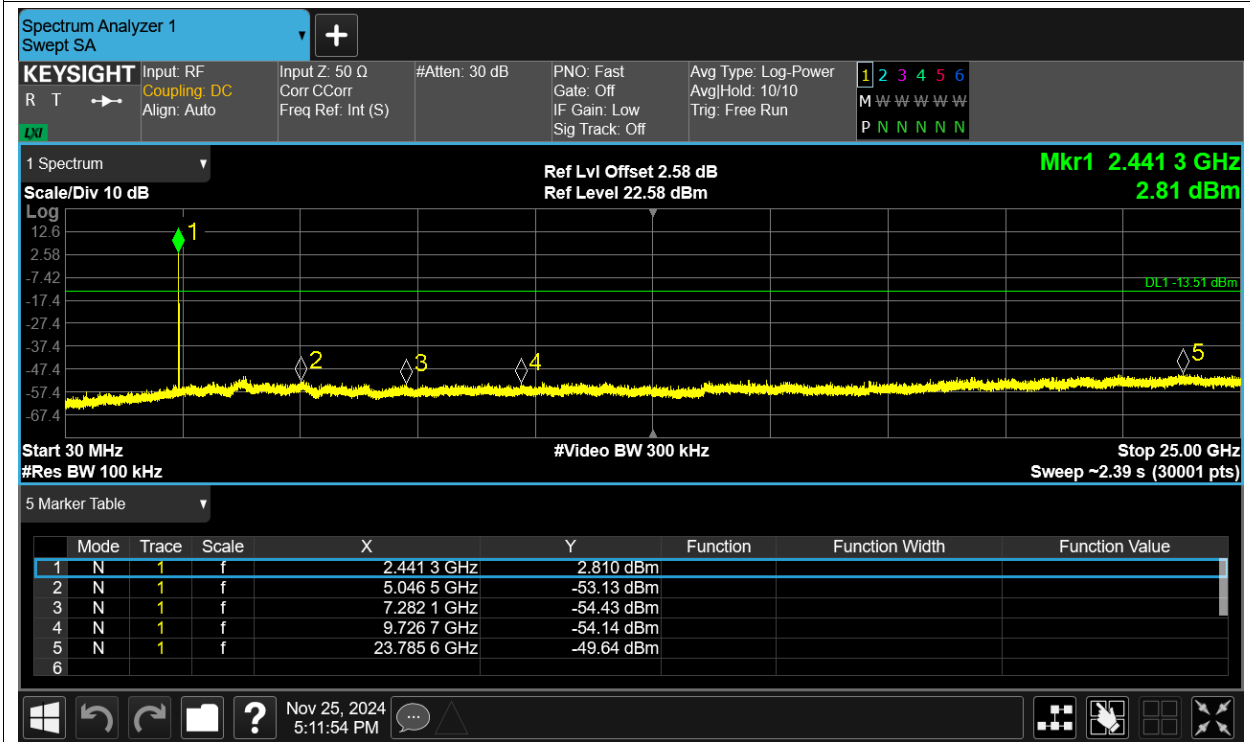 Spectrum Analyzer 1
Swept SA
+
KEYSIGHT
R T
LXI
Input: RF
Coupling: DC
Align: Auto
Input Z: 50 Ω
Corr CCorr
Freq Ref: Int (S)
#Atten: 30 dB
PNO: Fast
Gate: Off
IF Gain: Low
Sig Track: Off
Avg Type: Log-Power
Avg|Hold: 10/10
Trig: Free Run
1 2 3 4 5 6
M W W W W W
P N N N N N
1 Spectrum
Scale/Div 10 dB
Ref Lvl Offset 2.58 dB
Ref Level 22.58 dBm
Mkr1 2.441 3 GHz
2.81 dBm
Log
12.6
2.58
-7.42
-17.4
-27.4
-37.4
-47.4
-57.4
-67.4
1
2
3
4
5
DL1 -13.51 dBm
Start 30 MHz
#Res BW 100 kHz
#Video BW 300 kHz
Stop 25.00 GHz
Sweep ~2.39 s (30001 pts)
5 Marker Table
Mode Trace Scale X Y Function Function Width Function Value
1 N 1 f 2.441 3 GHz 2.810 dBm
2 N 1 f 5.046 5 GHz -53.13 dBm
3 N 1 f 7.282 1 GHz -54.43 dBm
4 N 1 f 9.726 7 GHz -54.14 dBm
5 N 1 f 23.785 6 GHz -49.64 dBm
6
?
Nov 25, 2024
5:11:54 PM